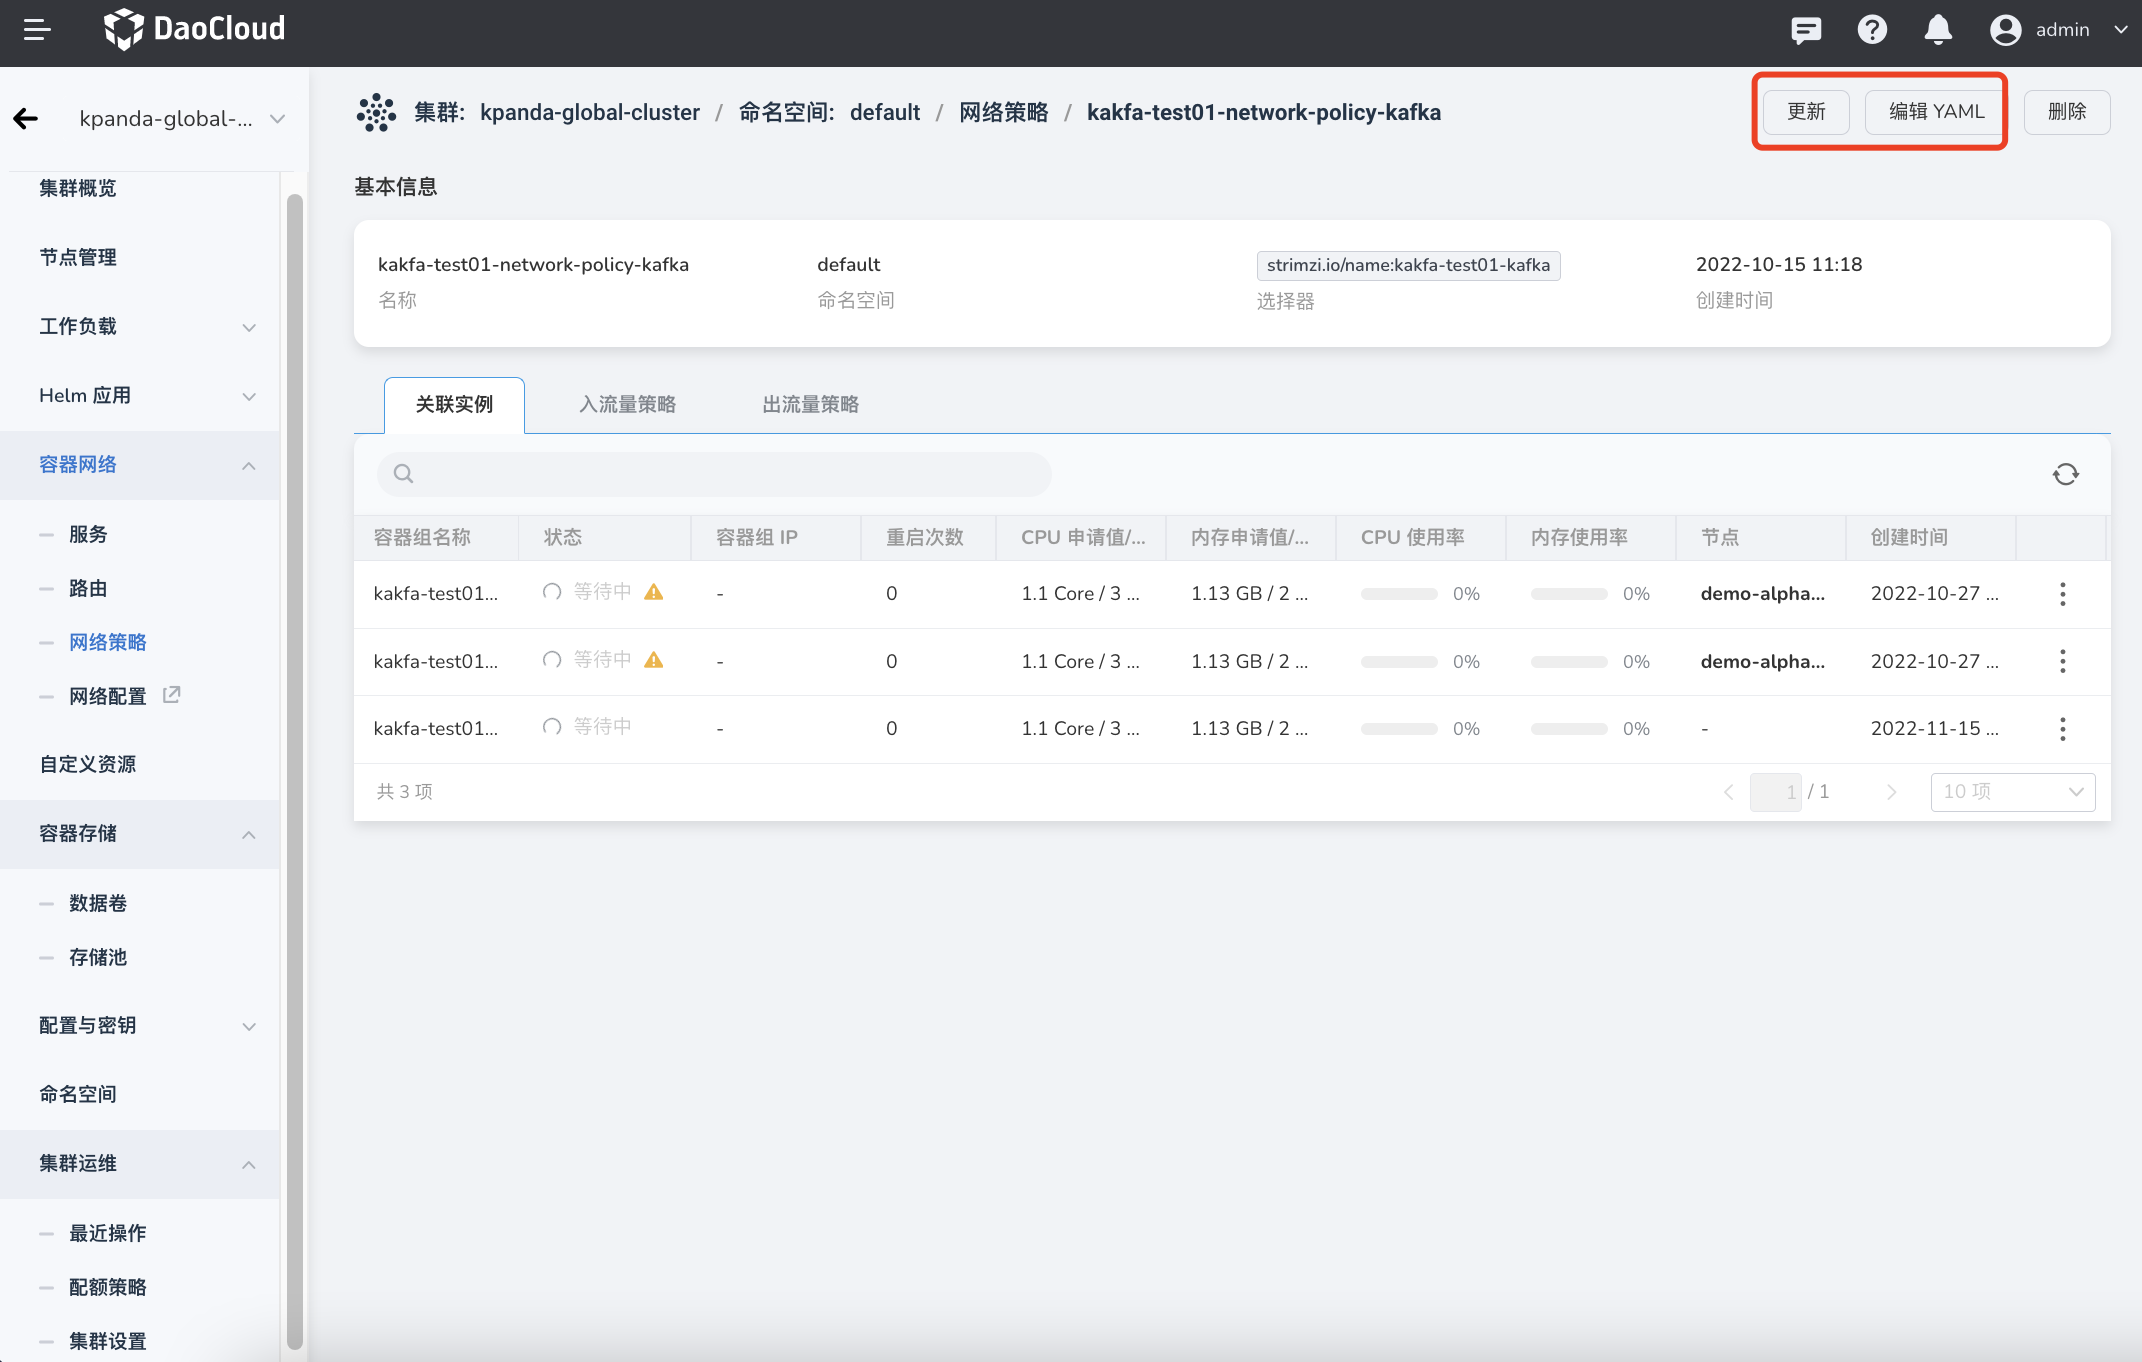 DaoCloud
admin
kpanda-global-...
集群: kpanda-global-cluster / 命名空间: default / 网络策略 / kakfa-test01-network-policy-kafka
更新
编辑 YAML
删除
集群概览
节点管理
工作负载
Helm 应用
容器网络
服务
路由
网络策略
网络配置
自定义资源
容器存储
数据卷
存储池
配置与密钥
命名空间
集群运维
最近操作
配额策略
集群设置
基本信息
kakfa-test01-network-policy-kafka
名称
default
命名空间
strimzi.io/name:kakfa-test01-kafka
选择器
2022-10-15 11:18
创建时间
关联实例 入流量策略 出流量策略
容器组名称 状态 容器组 IP 重启次数 CPU 申请值/... 内存申请值/... CPU 使用率 内存使用率 节点 创建时间
kakfa-test01... 等待中 - 0 1.1 Core / 3 ... 1.13 GB / 2 ... 0% 0% demo-alpha... 2022-10-27 ...
kakfa-test01... 等待中 - 0 1.1 Core / 3 ... 1.13 GB / 2 ... 0% 0% demo-alpha... 2022-10-27 ...
kakfa-test01... 等待中 - 0 1.1 Core / 3 ... 1.13 GB / 2 ... 0% 0% - 2022-11-15 ...
共 3 项
1 / 1
10 项